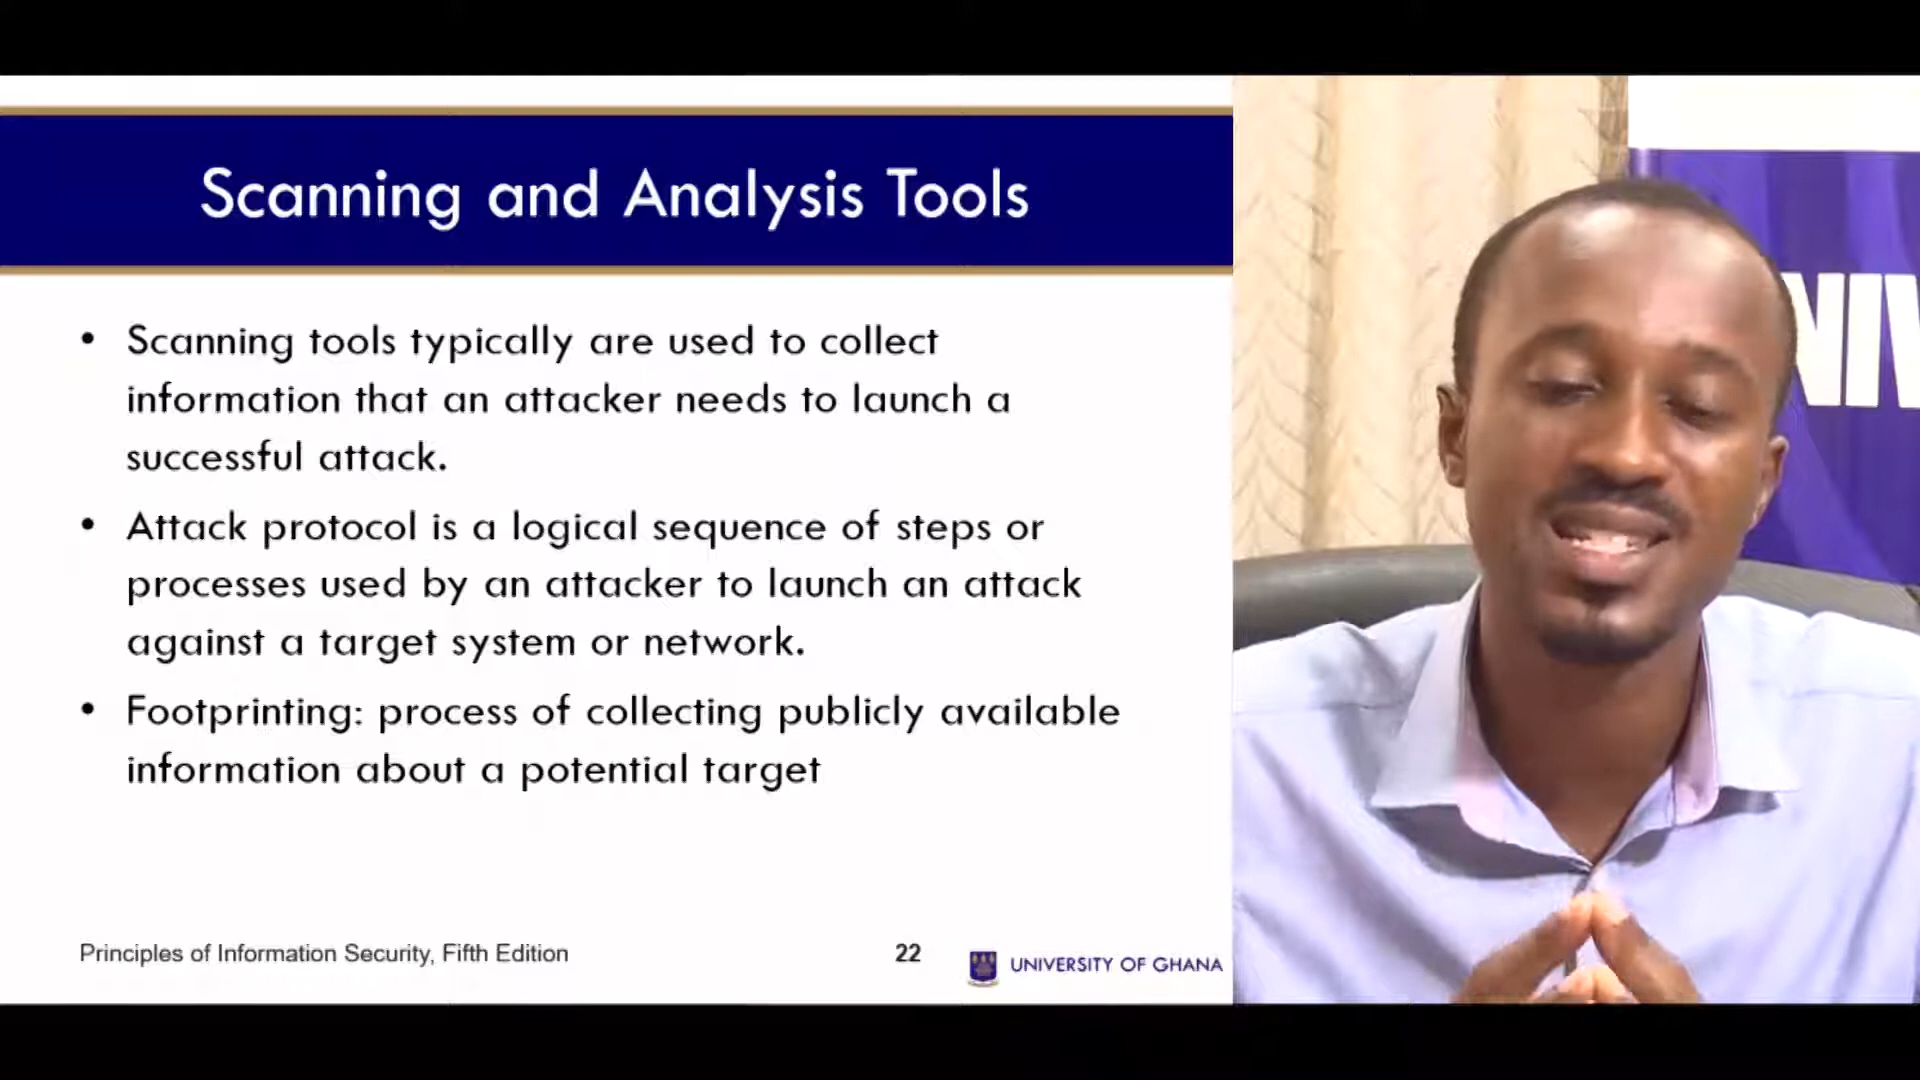 Scanning and Analysis Tools
• Scanning tools typically are used to collect
information that an attacker needs to launch a
successful attack.
• Attack protocol is a logical sequence of steps or
processes used by an attacker to launch an attack
against a target system or network.
• Footprinting: process of collecting publicly available
information about a potential target
Principles of Information Security, Fifth Edition
22
UNIVERSITY OF GHANA
NIV